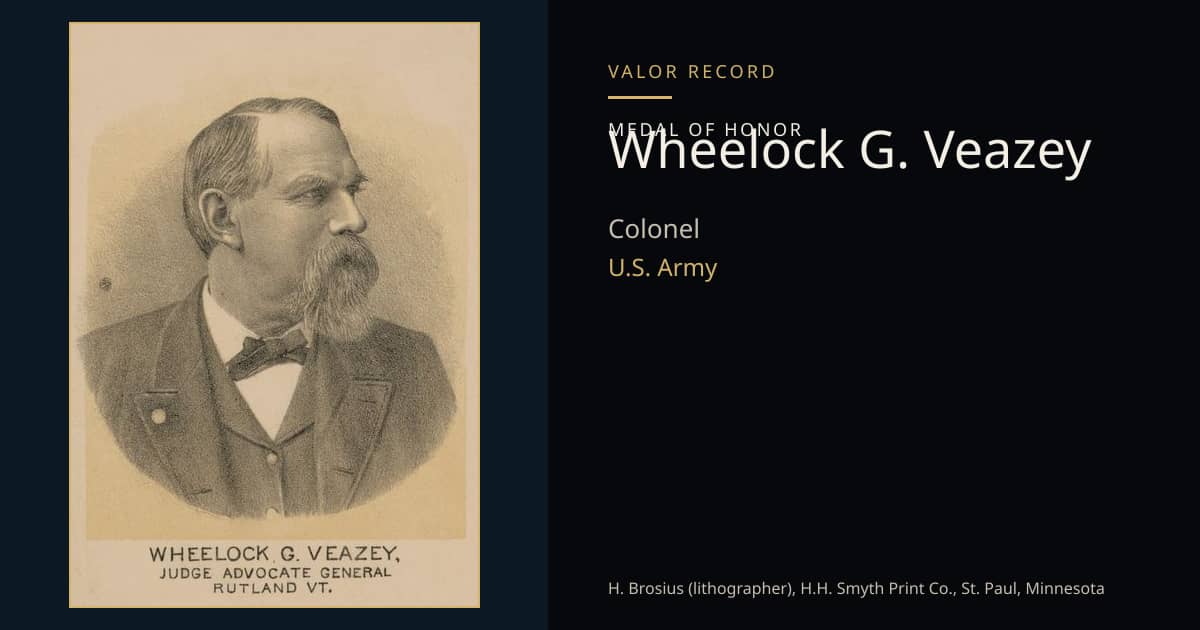 WHEELOCK G. VEAZEY,
JUDGE ADVOCATE GENERAL
RUTLAND VT.
VALOR RECORD
MEDAL OF HONOR
Wheelock G. Veazey
Colonel
U.S. Army
H. Brosius (lithographer), H.H. Smyth Print Co., St. Paul, Minnesota